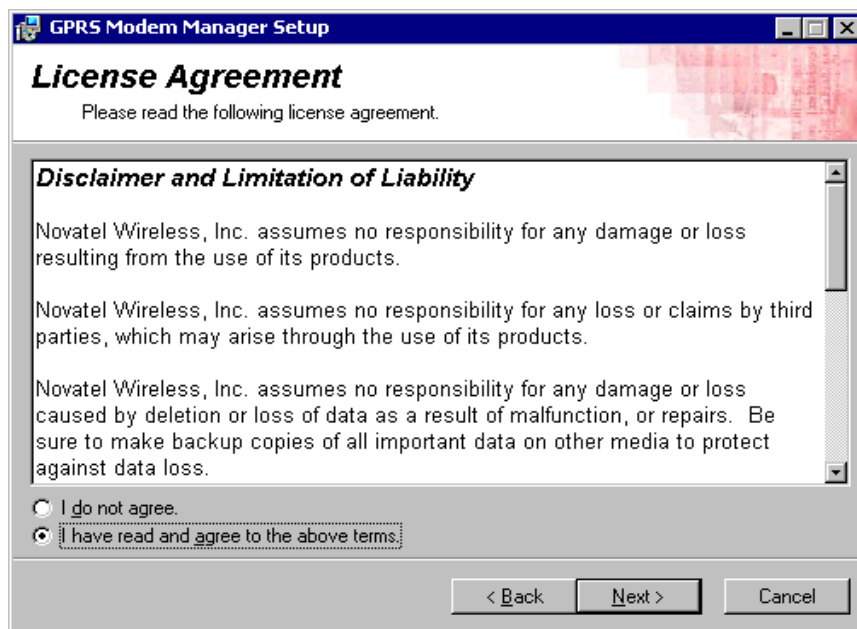 GPRS Modem Manager Setup
License Agreement
Please read the following license agreement.
Disclaimer and Limitation of Liability
Novatel Wireless, Inc. assumes no responsibility for any damage or loss
resulting from the use of its products.
Novatel Wireless, Inc. assumes no responsibility for any loss or claims by third
parties, which may arise through the use of its products.
Novatel Wireless, Inc. assumes no responsibility for any damage or loss
caused by deletion or loss of data as a result of malfunction, or repairs.  Be
sure to make backup copies of all important data on other media to protect
against data loss.
I do not agree.
I have read and agree to the above terms.
< Back
Next >
Cancel